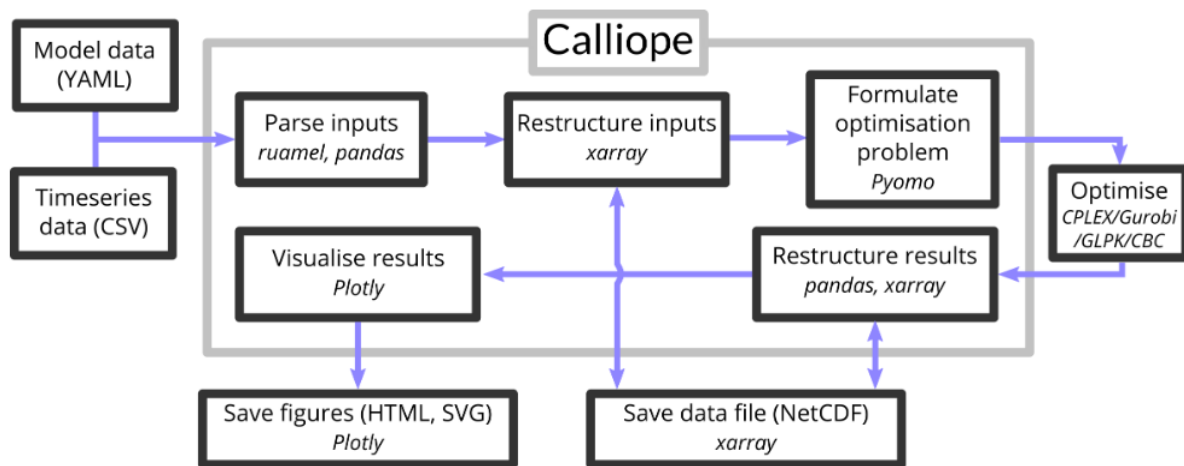 Calliope
Model data
(YAML)
Timeseries
data (CSV)
Parse inputs
ruamel, pandas
Restructure inputs
xarray
Formulate
optimisation
problem
Pyomo
Optimise
CPLEX/Gurobi
/GLPK/CBC
Visualise results
Plotly
Restructure results
pandas, xarray
Save figures (HTML, SVG)
Plotly
Save data file (NetCDF)
xarray